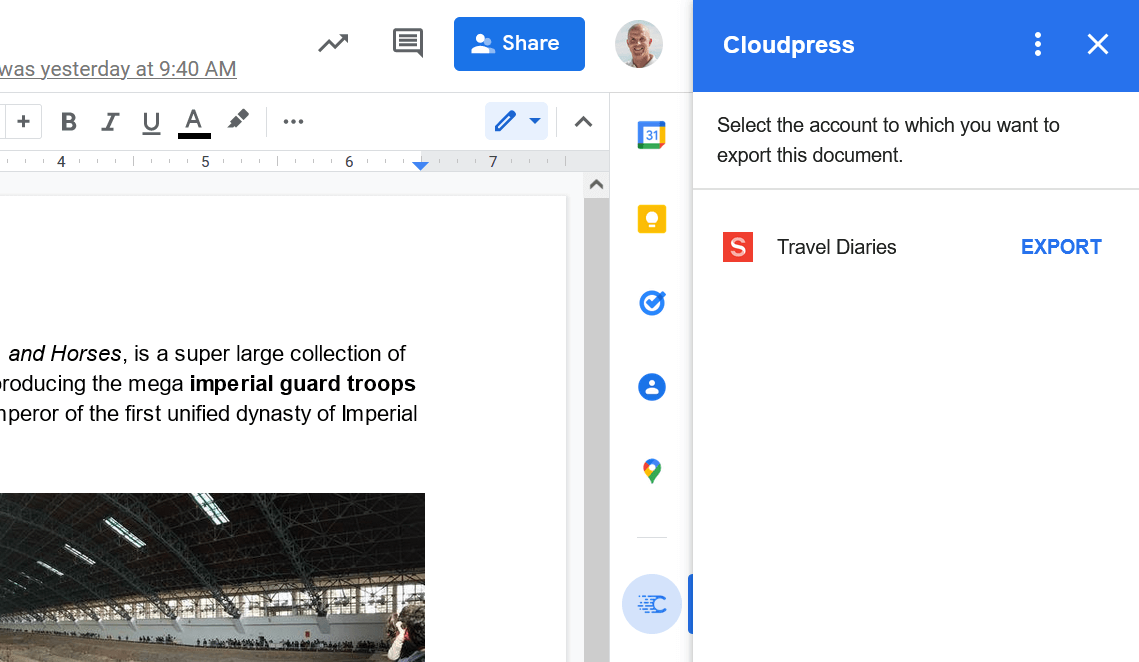 Share
was yesterday at 9:40 AM
+ B I U A
4 5 6 7
and Horses, is a super large collection of
producing the mega imperial guard troops
of the first unified dynasty of Imperial
31
C
Cloudpress
Select the account to which you want to
export this document.
S Travel Diaries EXPORT